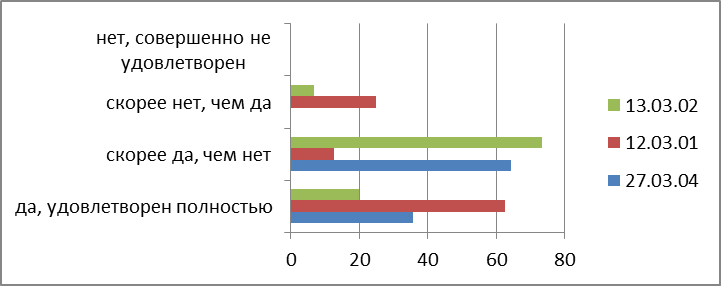 нет, совершенно не
удовлетворен
скорее нет, чем да
скорее да, чем нет
да, удовлетворен полностью
0 20 40 60 80
13.03.02
12.03.01
27.03.04